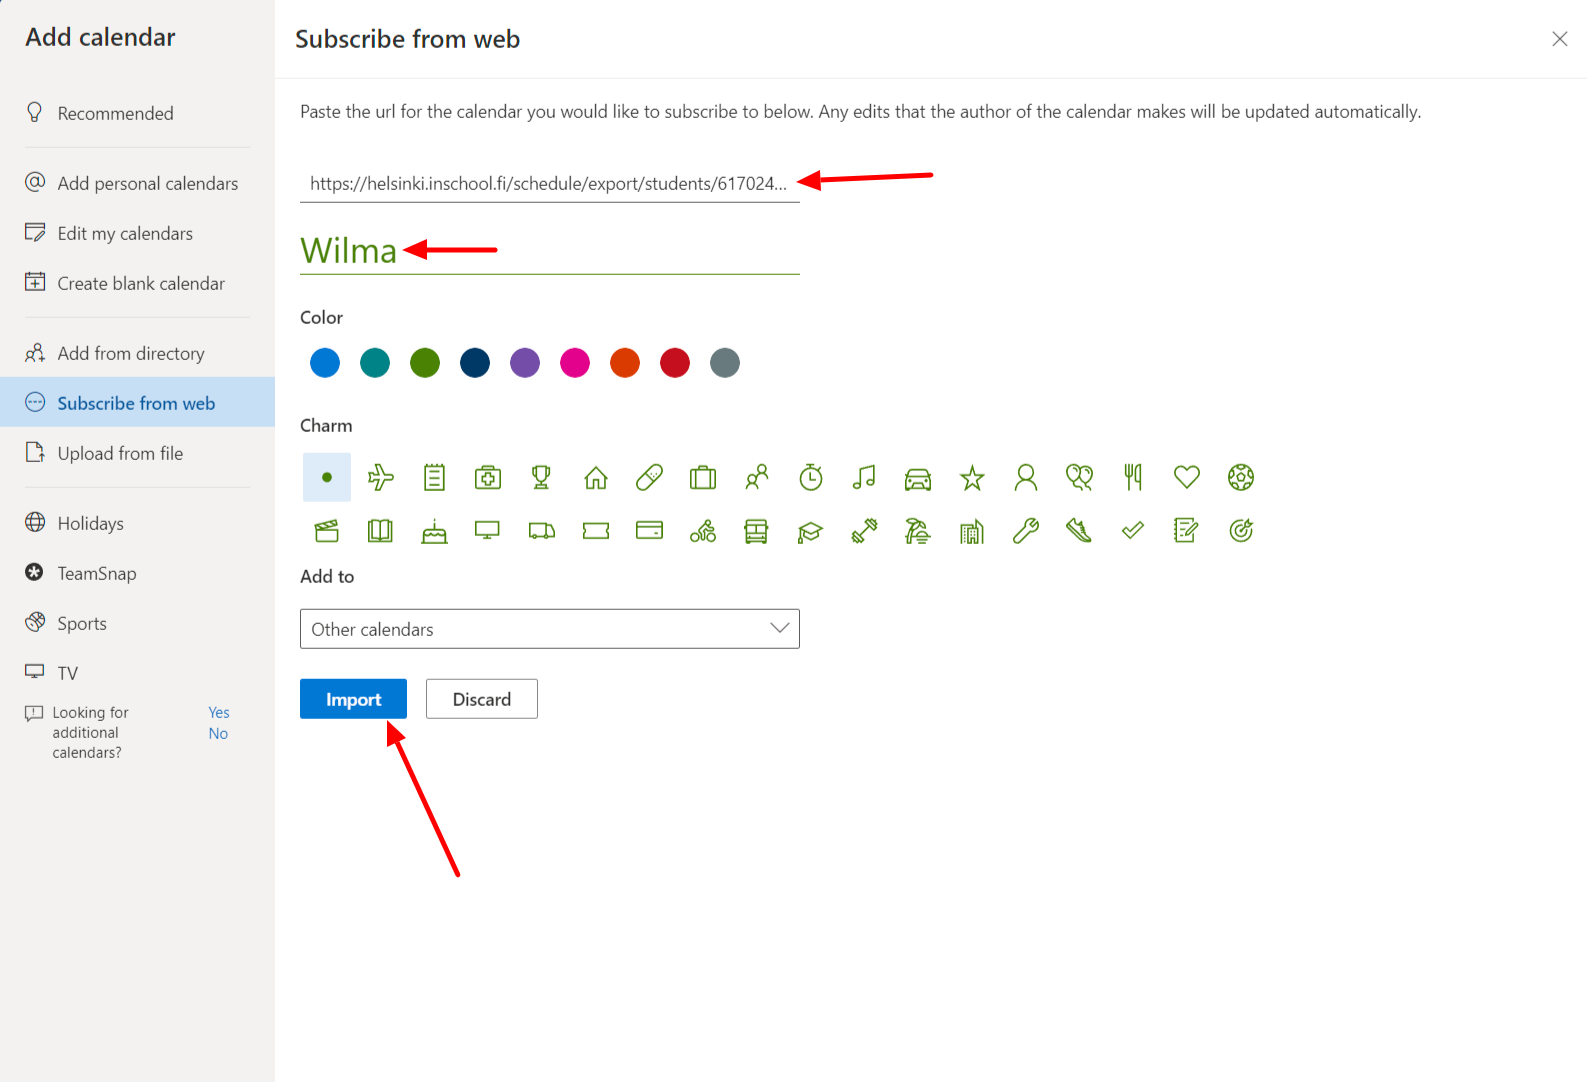 Add calendar
Recommended
Add personal calendars
Edit my calendars
Create blank calendar
Add from directory
Subscribe from web
Upload from file
Holidays
TeamSnap
Sports
TV
Looking for
additional
calendars?
Yes
No
Subscribe from web
Paste the url for the calendar you would like to subscribe to below. Any edits that the author of the calendar makes will be updated automatically.
https://helsinki.inschool.fi/schedule/export/students/617024...
Wilma
Color
Charm
Add to
Other calendars
Import
Discard